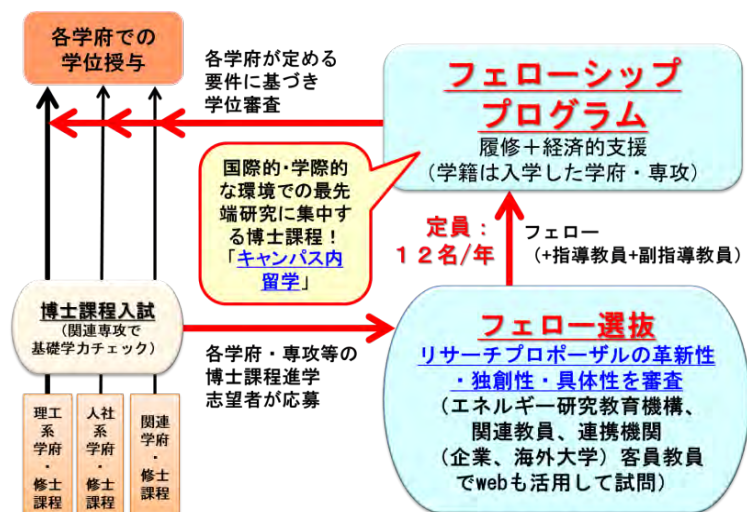 各学府での
学位授与
各学府が定める
要件に基づき
学位審査
フェローシップ
プログラム
履修＋経済的支援
（学籍は入学した学府・専攻）
国際的・学際的
な環境での最先
端研究に集中す
る博士課程！
「キャンパス内
留学」
定員：
１２名/年
フェロー
（+指導教員+副指導教員）
博士課程入試
（関連専攻で
基礎学力チェック）
各学府・専攻等の
博士課程進学
志望者が応募
フェロー選抜
リサーチプロポーザルの革新性
・独創性・具体性を審査
（エネルギー研究教育機構、
関連教員、連携機関
（企業、海外大学）客員教員
でwebも活用して試問）
理工
系
学府
・
修士
課程
人社
系
学府
・
修士
課程
関連
学府
・
修士
課程